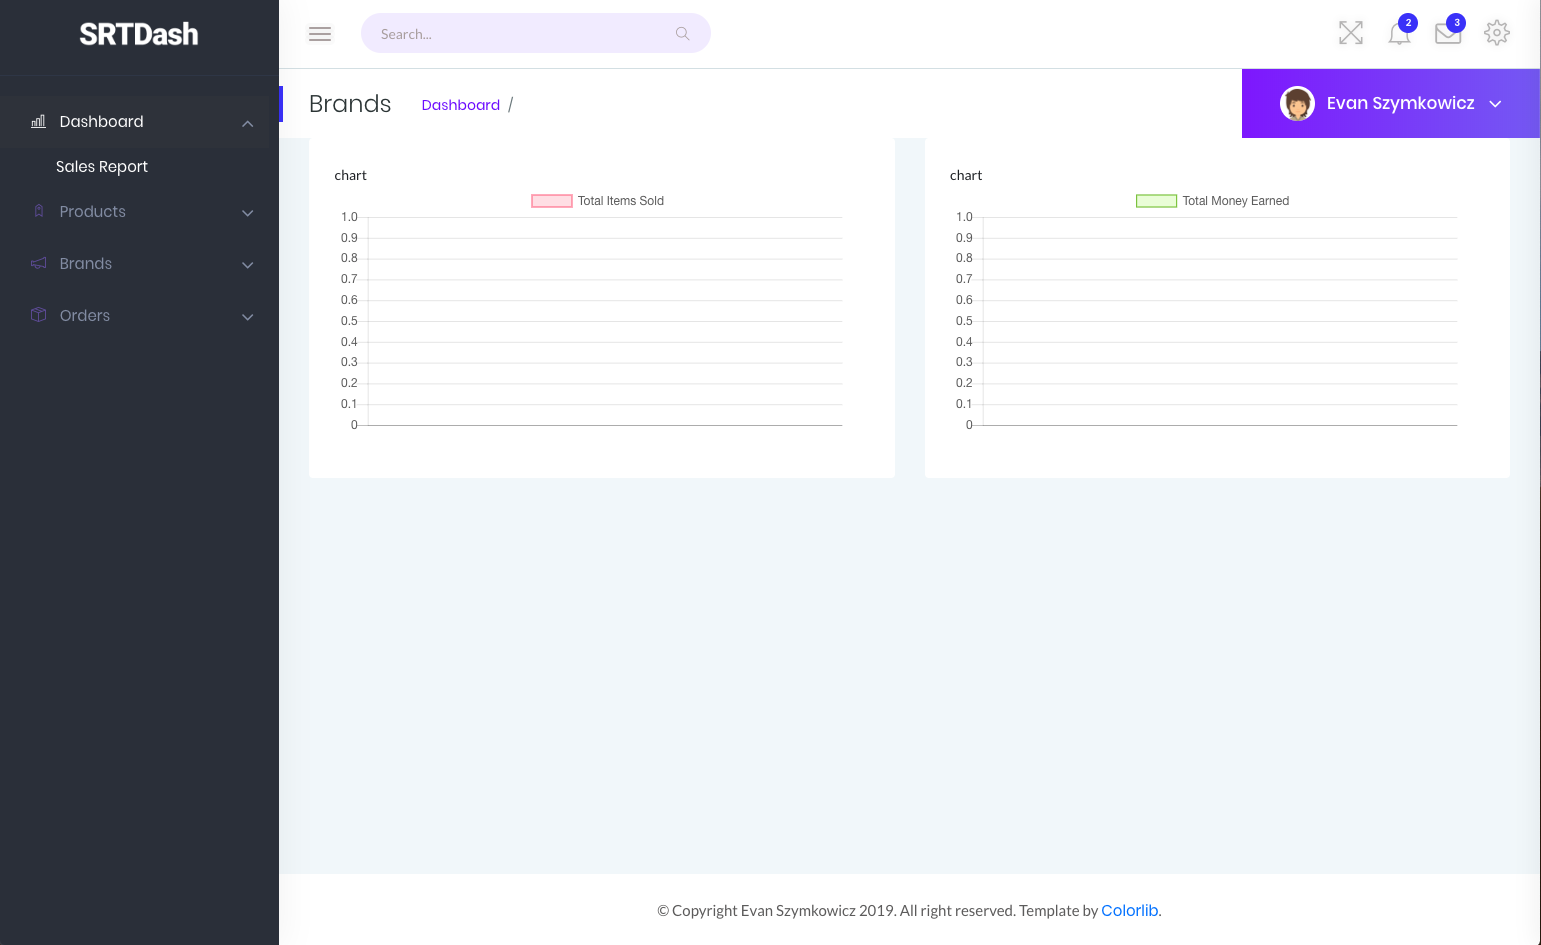 SRTDash
Search...
2
3
Brands
Dashboard /
Evan Szymkowicz
Dashboard
Sales Report
Products
Brands
Orders
chart
Total Items Sold
1.0
0.9
0.8
0.7
0.6
0.5
0.4
0.3
0.2
0.1
0
chart
Total Money Earned
1.0
0.9
0.8
0.7
0.6
0.5
0.4
0.3
0.2
0.1
0
© Copyright Evan Szymkowicz 2019. All right reserved. Template by Colorlib.